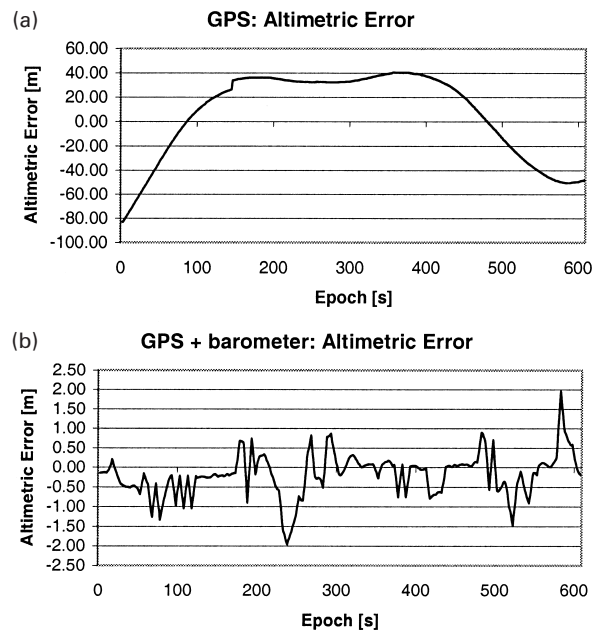 (a)
GPS: Altimetric Error
Altimetric Error [m]
60.00
40.00
20.00
0.00
-20.00
-40.00
-60.00
-80.00
-100.00
0 100 200 300 400 500 600
Epoch [s]
(b)
GPS + barometer: Altimetric Error
Altimetric Error [m]
2.50
2.00
1.50
1.00
0.50
0.00
-0.50
-1.00
-1.50
-2.00
-2.50
0 100 200 300 400 500 600
Epoch [s]